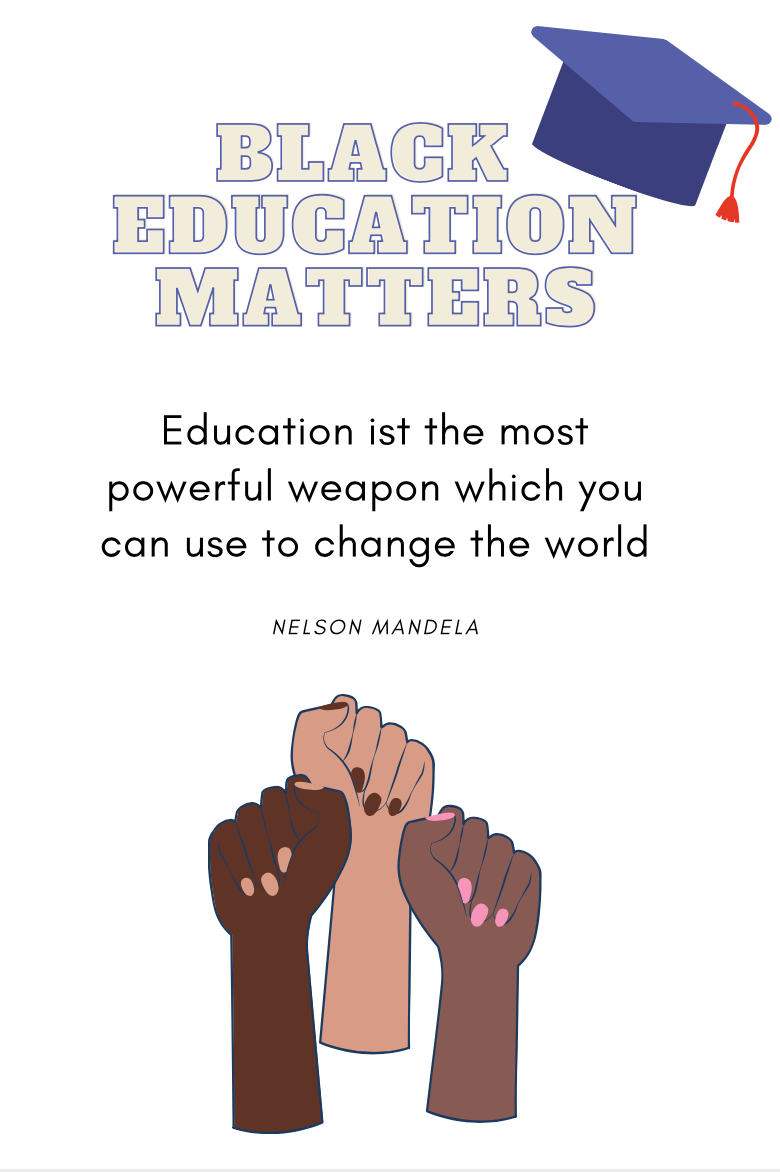 BLACK
EDUCATION
MATTERS
Education ist the most
powerful weapon which you
can use to change the world
NELSON MANDELA